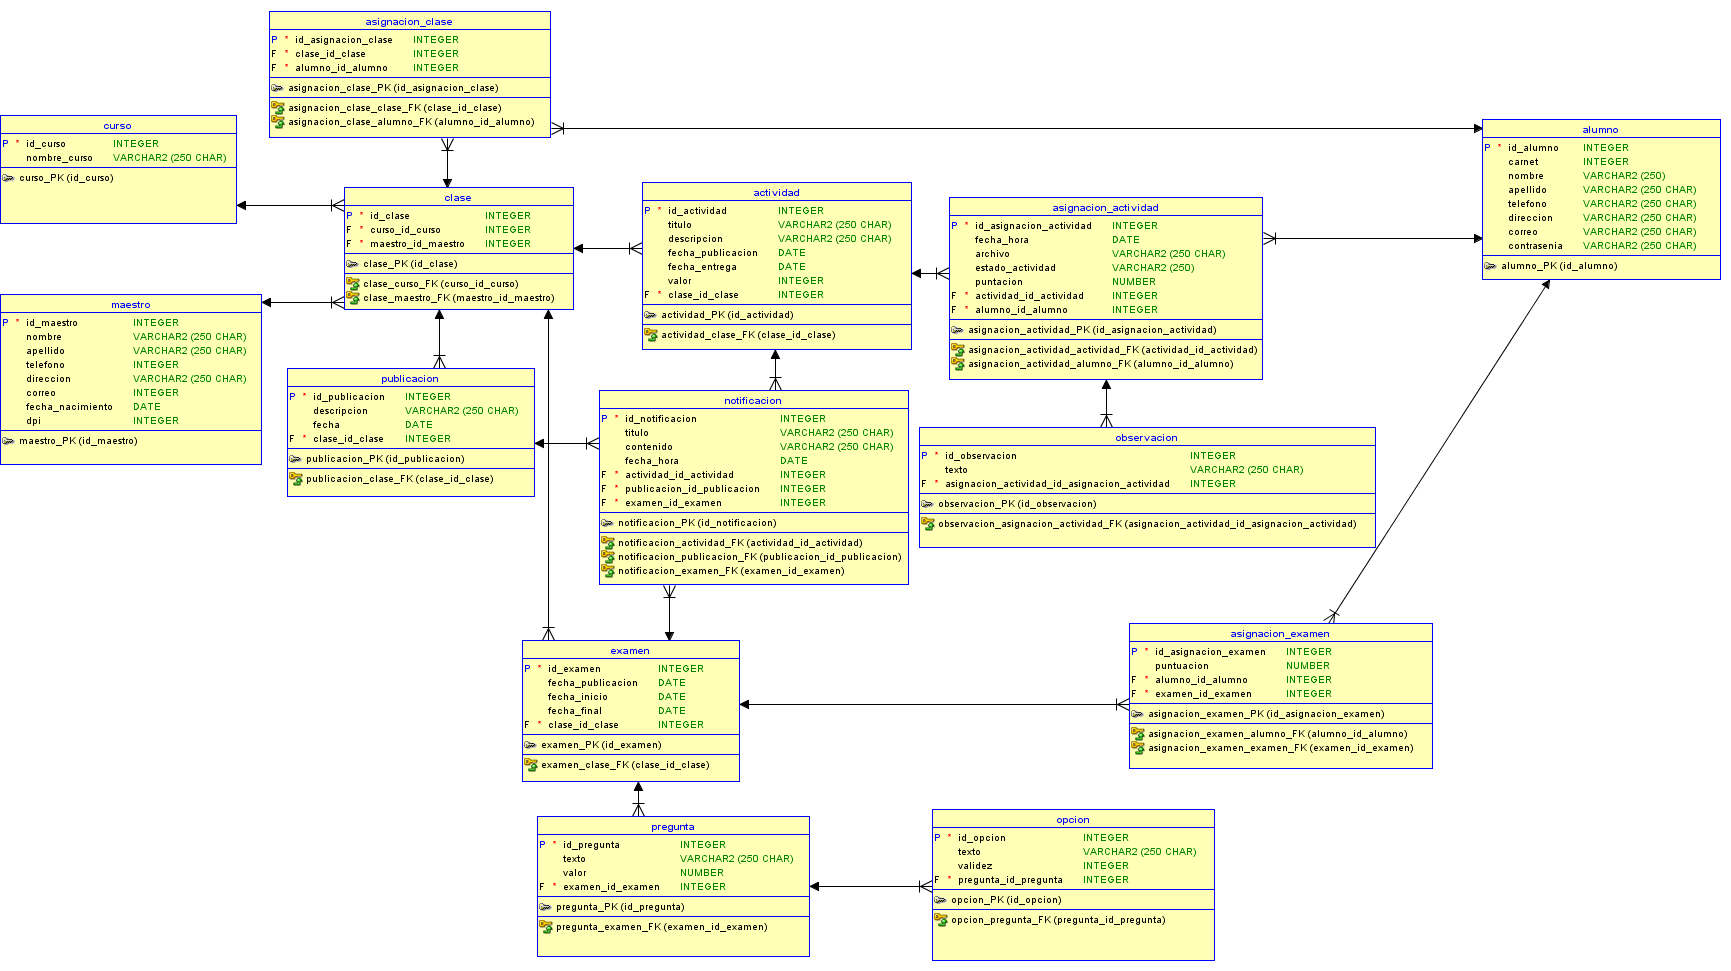 asignacion_clase
P * id_asignacion_clase INTEGER
F * clase_id_clase INTEGER
F * alumno_id_alumno INTEGER
asignacion_clase_PK (id_asignacion_clase)
asignacion_clase_clase_FK (clase_id_clase)
asignacion_clase_alumno_FK (alumno_id_alumno)
curso
P * id_curso INTEGER
nombre_curso VARCHAR2 (250 CHAR)
curso_PK (id_curso)
alumno
P * id_alumno INTEGER
carnet INTEGER
nombre VARCHAR2 (250)
apellido VARCHAR2 (250 CHAR)
telefono VARCHAR2 (250 CHAR)
direccion VARCHAR2 (250 CHAR)
correo VARCHAR2 (250 CHAR)
contrasenia VARCHAR2 (250 CHAR)
alumno_PK (id_alumno)
clase
P * id_clase INTEGER
F * curso_id_curso INTEGER
F * maestro_id_maestro INTEGER
clase_PK (id_clase)
clase_curso_FK (curso_id_curso)
clase_maestro_FK (maestro_id_maestro)
actividad
P * id_actividad INTEGER
titulo VARCHAR2 (250 CHAR)
descripcion VARCHAR2 (250 CHAR)
fecha_publicacion DATE
fecha_entrega DATE
valor INTEGER
F * clase_id_clase INTEGER
actividad_PK (id_actividad)
actividad_clase_FK (clase_id_clase)
asignacion_actividad
P * id_asignacion_actividad INTEGER
fecha_hora DATE
archivo VARCHAR2 (250 CHAR)
estado_actividad VARCHAR2 (250)
puntacion NUMBER
F * actividad_id_actividad INTEGER
F * alumno_id_alumno INTEGER
asignacion_actividad_PK (id_asignacion_actividad)
asignacion_actividad_actividad_FK (actividad_id_actividad)
asignacion_actividad_alumno_FK (alumno_id_alumno)
maestro
P * id_maestro INTEGER
nombre VARCHAR2 (250 CHAR)
apellido VARCHAR2 (250 CHAR)
telefono INTEGER
direccion VARCHAR2 (250 CHAR)
correo INTEGER
fecha_nacimiento DATE
dpi INTEGER
maestro_PK (id_maestro)
publicacion
P * id_publicacion INTEGER
descripcion VARCHAR2 (250 CHAR)
fecha DATE
F * clase_id_clase INTEGER
publicacion_PK (id_publicacion)
publicacion_clase_FK (clase_id_clase)
notificacion
P * id_notificacion INTEGER
titulo VARCHAR2 (250 CHAR)
contenido VARCHAR2 (250 CHAR)
fecha_hora DATE
F * actividad_id_actividad INTEGER
F * publicacion_id_publicacion INTEGER
F * examen_id_examen INTEGER
notificacion_PK (id_notificacion)
notificacion_actividad_FK (actividad_id_actividad)
notificacion_publicacion_FK (publicacion_id_publicacion)
notificacion_examen_FK (examen_id_examen)
observacion
P * id_observacion INTEGER
texto VARCHAR2 (250 CHAR)
F * asignacion_actividad_id_asignacion_actividad INTEGER
observacion_PK (id_observacion)
observacion_asignacion_actividad_FK (asignacion_actividad_id_asignacion_actividad)
examen
P * id_examen INTEGER
fecha_publicacion DATE
fecha_inicio DATE
fecha_final DATE
F * clase_id_clase INTEGER
examen_PK (id_examen)
examen_clase_FK (clase_id_clase)
asignacion_examen
P * id_asignacion_examen INTEGER
puntuacion NUMBER
F * alumno_id_alumno INTEGER
F * examen_id_examen INTEGER
asignacion_examen_PK (id_asignacion_examen)
asignacion_examen_alumno_FK (alumno_id_alumno)
asignacion_examen_examen_FK (examen_id_examen)
pregunta
P * id_pregunta INTEGER
texto VARCHAR2 (250 CHAR)
valor NUMBER
F * examen_id_examen INTEGER
pregunta_PK (id_pregunta)
pregunta_examen_FK (examen_id_examen)
opcion
P * id_opcion INTEGER
texto VARCHAR2 (250 CHAR)
validez INTEGER
F * pregunta_id_pregunta INTEGER
opcion_PK (id_opcion)
opcion_pregunta_FK (pregunta_id_pregunta)